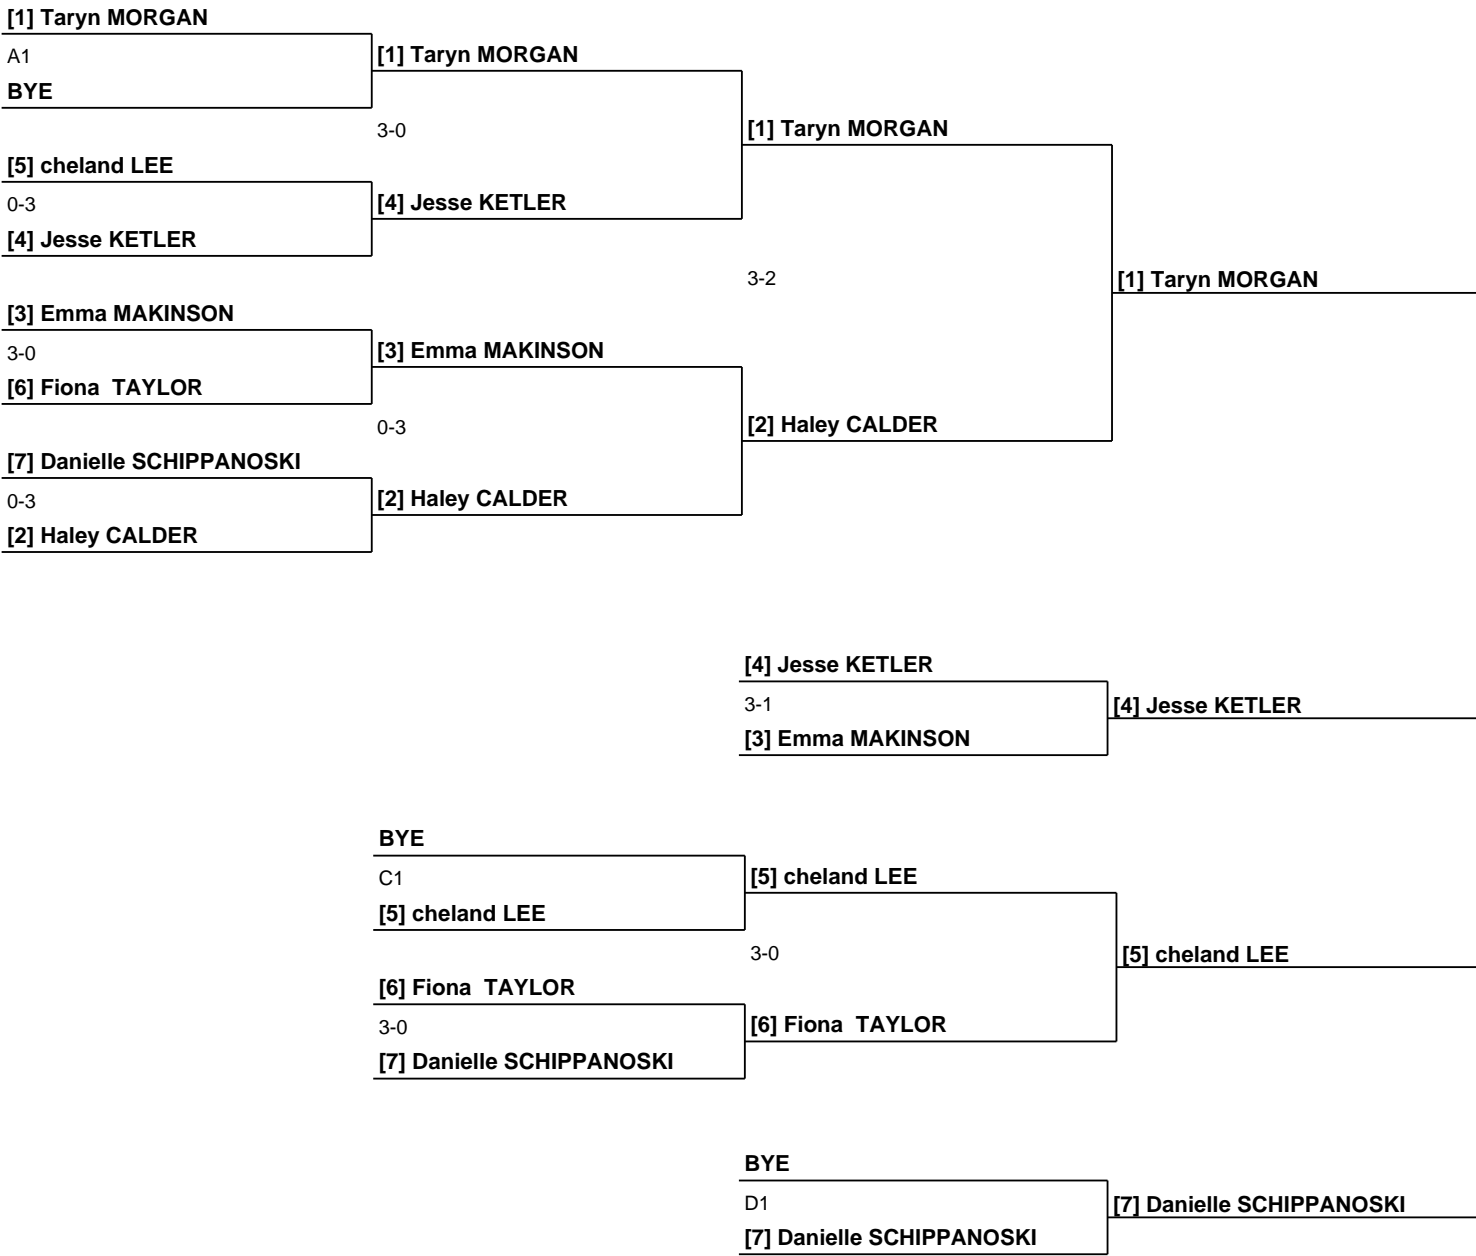 [1] Taryn MORGAN
A1
BYE
[1] Taryn MORGAN
3-0
[5] cheland LEE
0-3
[4] Jesse KETLER
[4] Jesse KETLER
[1] Taryn MORGAN
3-2
[1] Taryn MORGAN
[3] Emma MAKINSON
3-0
[6] Fiona  TAYLOR
[3] Emma MAKINSON
0-3
[7] Danielle SCHIPPANOSKI
0-3
[2] Haley CALDER
[2] Haley CALDER
[2] Haley CALDER
[4] Jesse KETLER
3-1
[3] Emma MAKINSON
[4] Jesse KETLER
BYE
C1
[5] cheland LEE
[5] cheland LEE
3-0
[5] cheland LEE
[6] Fiona  TAYLOR
3-0
[7] Danielle SCHIPPANOSKI
[6] Fiona  TAYLOR
BYE
D1
[7] Danielle SCHIPPANOSKI
[7] Danielle SCHIPPANOSKI